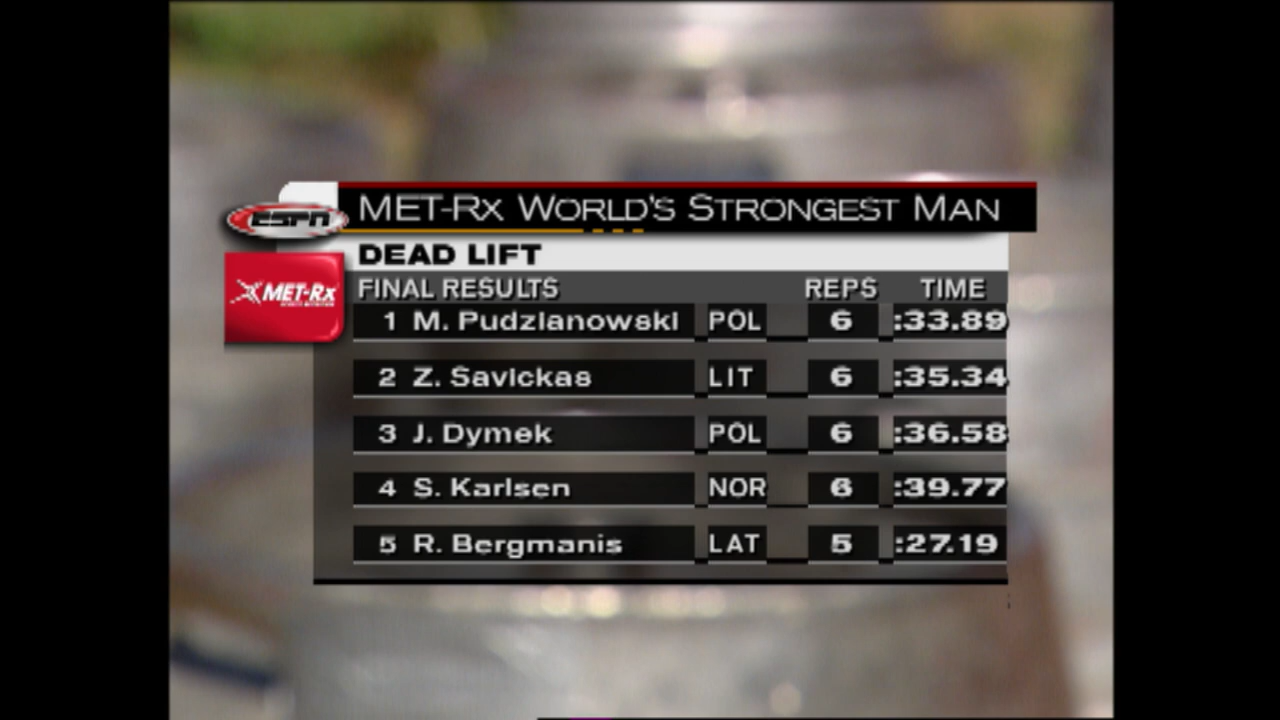 ESPN
MET-RX WORLD'S STRONGEST MAN
DEAD LIFT
MET-RX
FINAL RESULTS REPS TIME
1 M. Pudzianowski POL 6 :33.89
2 Z. Savickas LIT 6 :35.34
3 J. Dymek POL 6 :36.58
4 S. Karlsen NOR 6 :39.77
5 R. Bergmanis LAT 5 :27.19